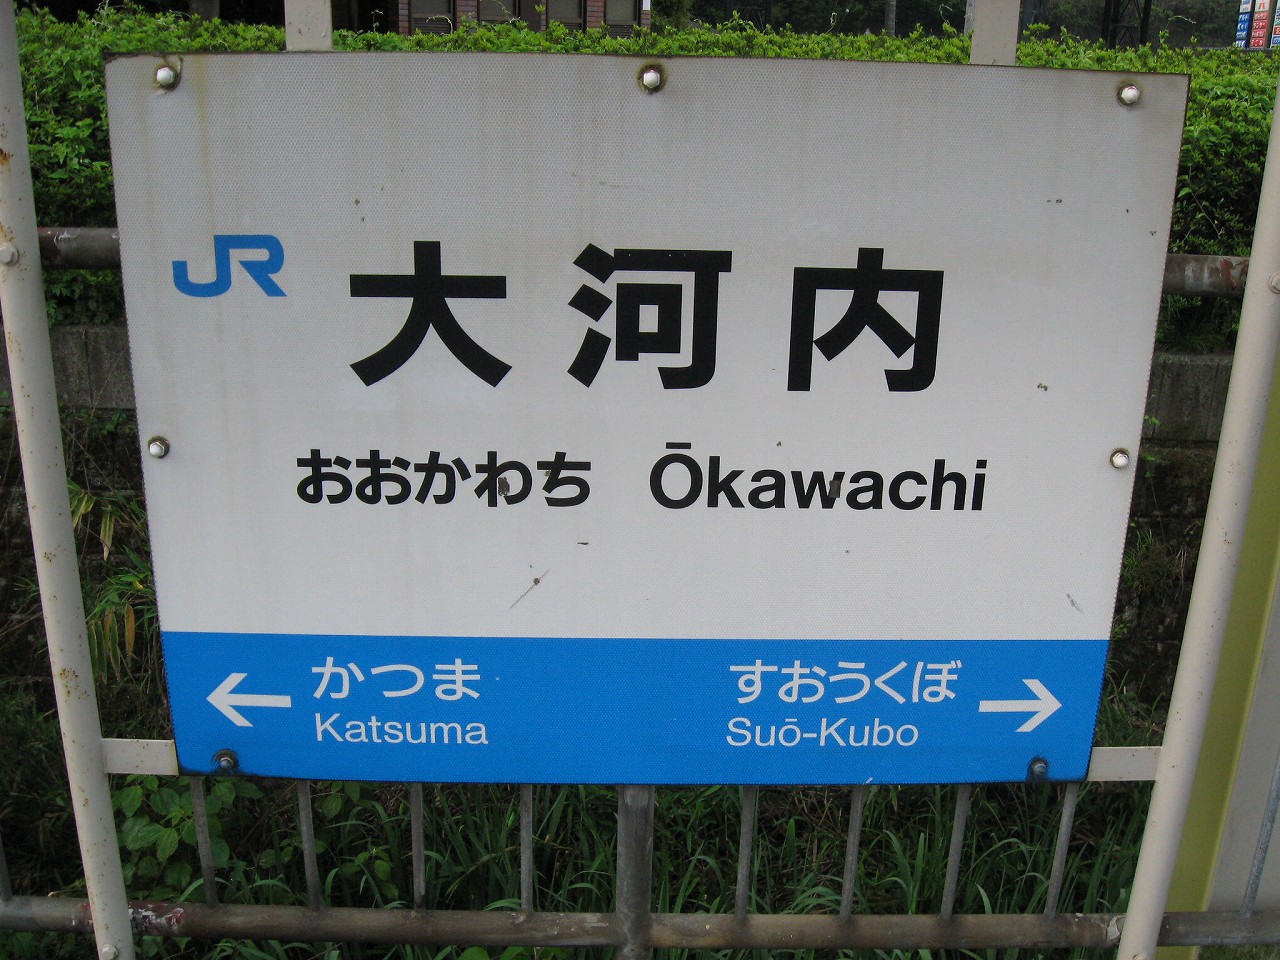 JR
大河内
おおかわち Ōkawachi
← かつま すおうくぼ →
Katsuma Suō-Kubo